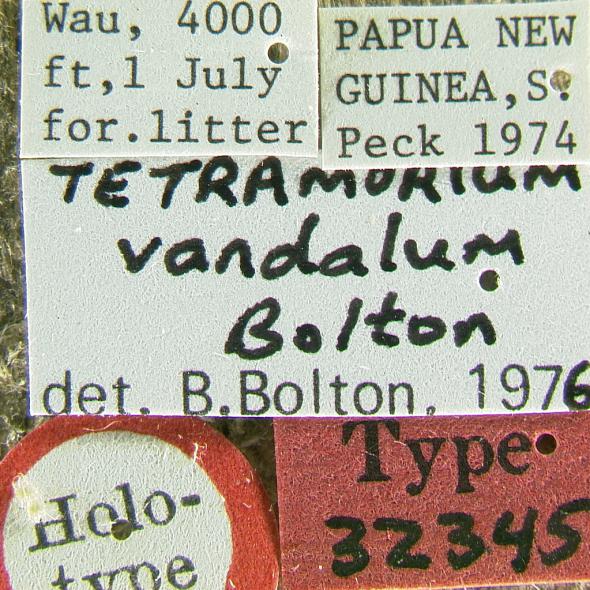 Wau, 4000
ft,1 July
for.litter
PAPUA NEW
GUINEA,S.
Peck 1974
TETRAMORIUM
vandalum
Bolton
det. B.Bolton, 1976
Holo-
type
Type
32345